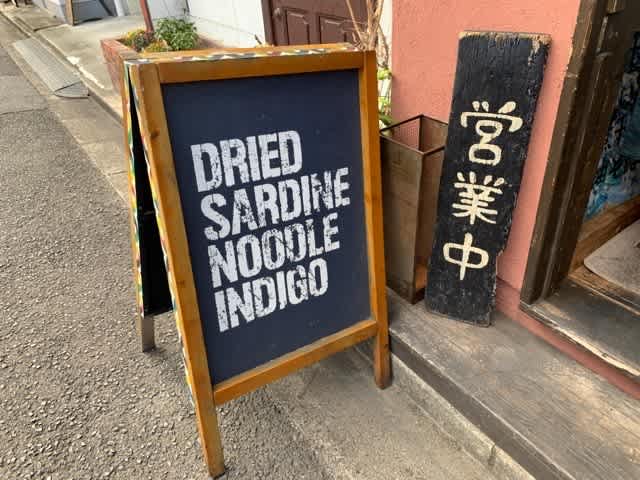 DRIED
SARDINE
NOODLE
INDIGO
営業中